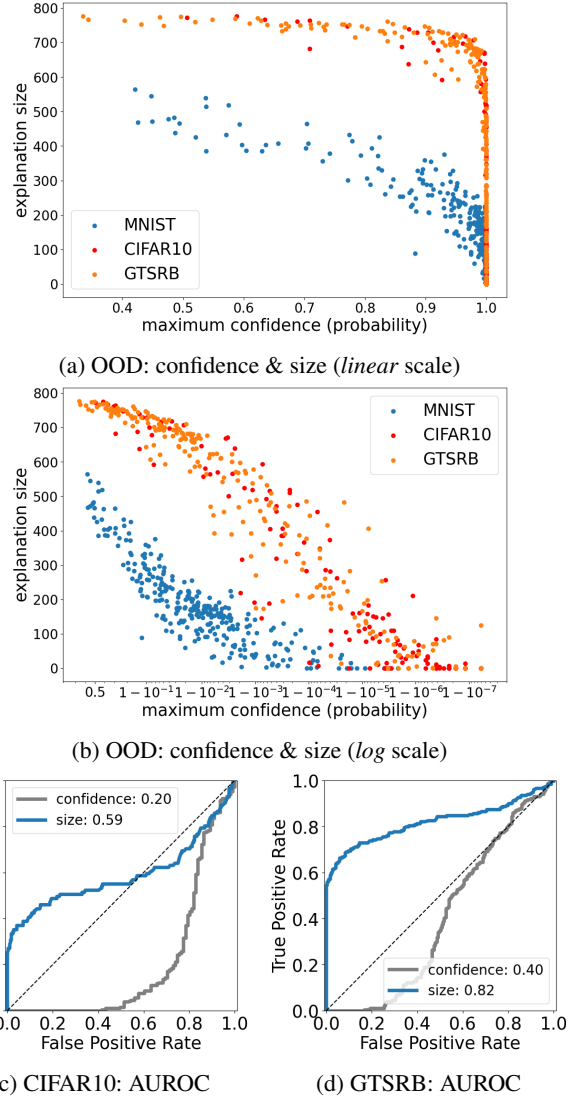 800
700
600
500
400
300
200
100
0
explanation size
MNIST
CIFAR10
GTSRB
0.4 0.5 0.6 0.7 0.8 0.9 1.0
maximum confidence (probability)
(a) OOD: confidence & size (linear scale)
800
700
600
500
400
300
200
100
0
explanation size
MNIST
CIFAR10
GTSRB
0.5 1 − 10⁻¹ 1 − 10⁻² 1 − 10⁻³ 1 − 10⁻⁴ 1 − 10⁻⁵ 1 − 10⁻⁶ 1 − 10⁻⁷
maximum confidence (probability)
(b) OOD: confidence & size (log scale)
confidence: 0.20
size: 0.59
0.0 0.4 0.6 0.8 1.0
False Positive Rate
c) CIFAR10: AUROC
1.0
0.8
0.6
0.4
0.2
0.0
True Positive Rate
confidence: 0.40
size: 0.82
0.0 0.2 0.4 0.6 0.8 1.0
False Positive Rate
(d) GTSRB: AUROC